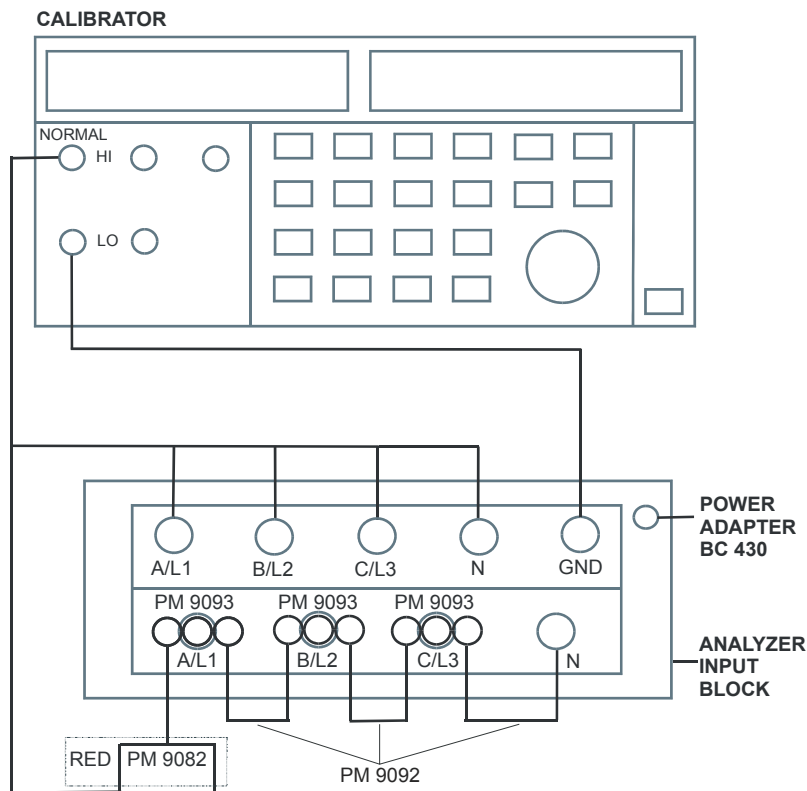 CALIBRATOR
NORMAL
HI
LO
A/L1
B/L2
C/L3
N
GND
POWER
ADAPTER
BC 430
PM 9093
PM 9093
PM 9093
A/L1
B/L2
C/L3
N
ANALYZER
INPUT
BLOCK
RED
PM 9082
PM 9092